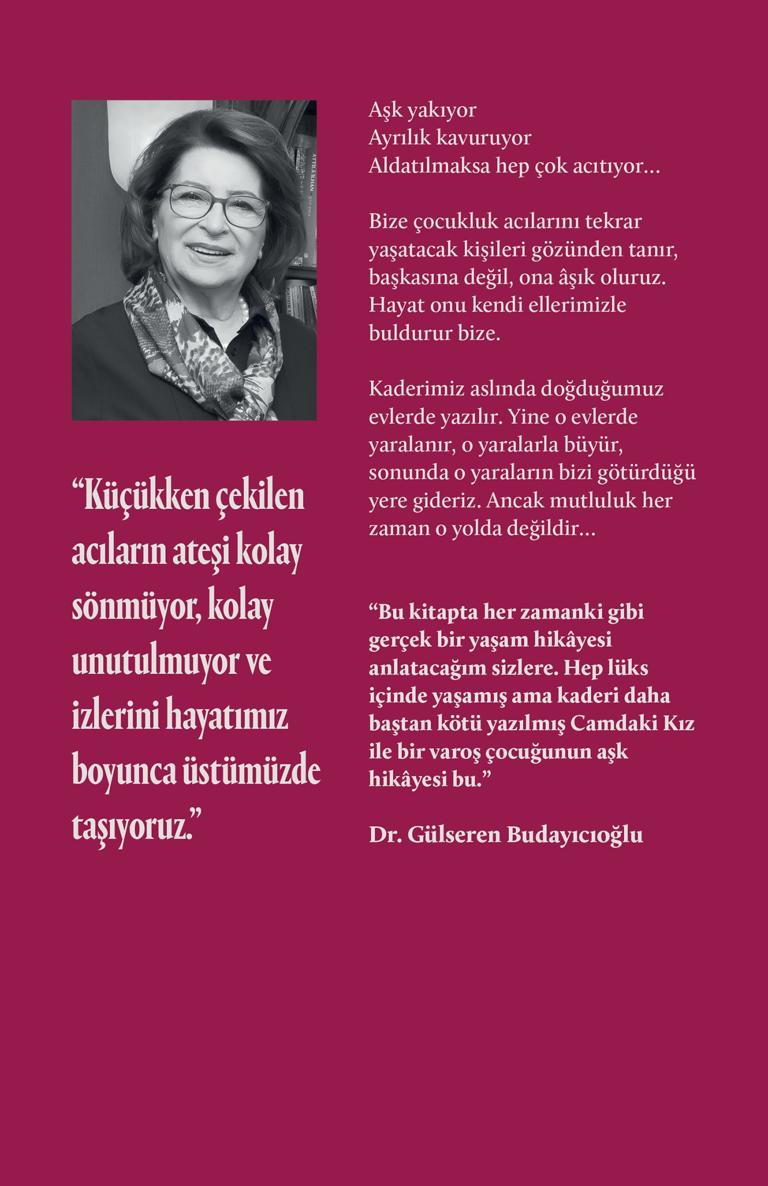 Aşk yakıyor
Ayrılık kavuruyor
Aldatılmaksa hep çok acıtıyor...
Bize çocukluk acılarını tekrar
yaşatacak kişileri gözünden tanır,
başkasına değil, ona âşık oluruz.
Hayat onu kendi ellerimizle
buldurur bize.
Kaderimiz aslında doğduğumuz
evlerde yazılır. Yine o evlerde
yaralanır, o yaralarla büyür,
sonunda o yaraların bizi götürdüğü
yere gideriz. Ancak mutluluk her
zaman o yolda değildir...
“Küçükken çekilen
acıların ateşi kolay
sönmüyor, kolay
unutulmuyor ve
izlerini hayatımız
boyunca üstümüzde
taşıyoruz.”
“Bu kitapta her zamanki gibi
gerçek bir yaşam hikâyesi
anlatacağım sizlere. Hep lüks
içinde yaşamış ama kaderi daha
baştan kötü yazılmış Camdaki Kız
ile bir varoş çocuğunun aşk
hikâyesi bu.”
Dr. Gülseren Budayıcıoğlu